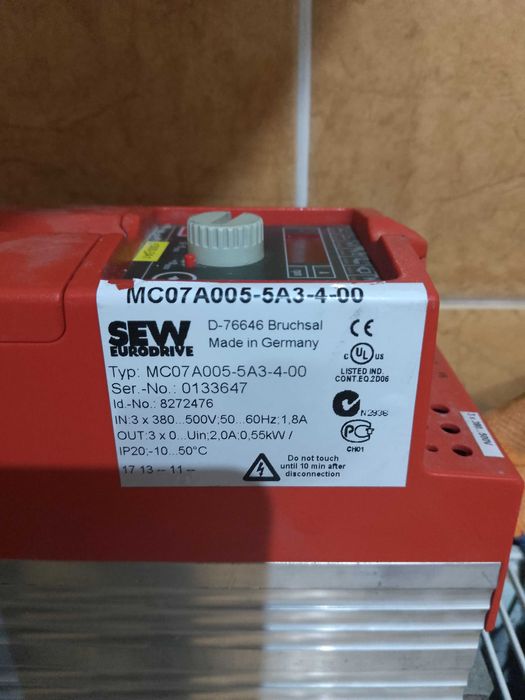 MC07A005-5A3-4-00
SEW
EURODRIVE
D-76646 Bruchsal
Made in Germany
CE
Typ: MC07A005-5A3-4-00
Ser.-No.: 0133647
Id.-No.: 8272476
IN:3 x 380...500V;50...60Hz;1,8A
OUT:3 x 0...Uin;2,0A;0,55kW /
IP20;-10...50°C
17 13 -- 11 --
C UL US
LISTED IND.
CONT.EQ.2D06
N2936
PC
CH01
Do not touch
until 10 min after
disconnection